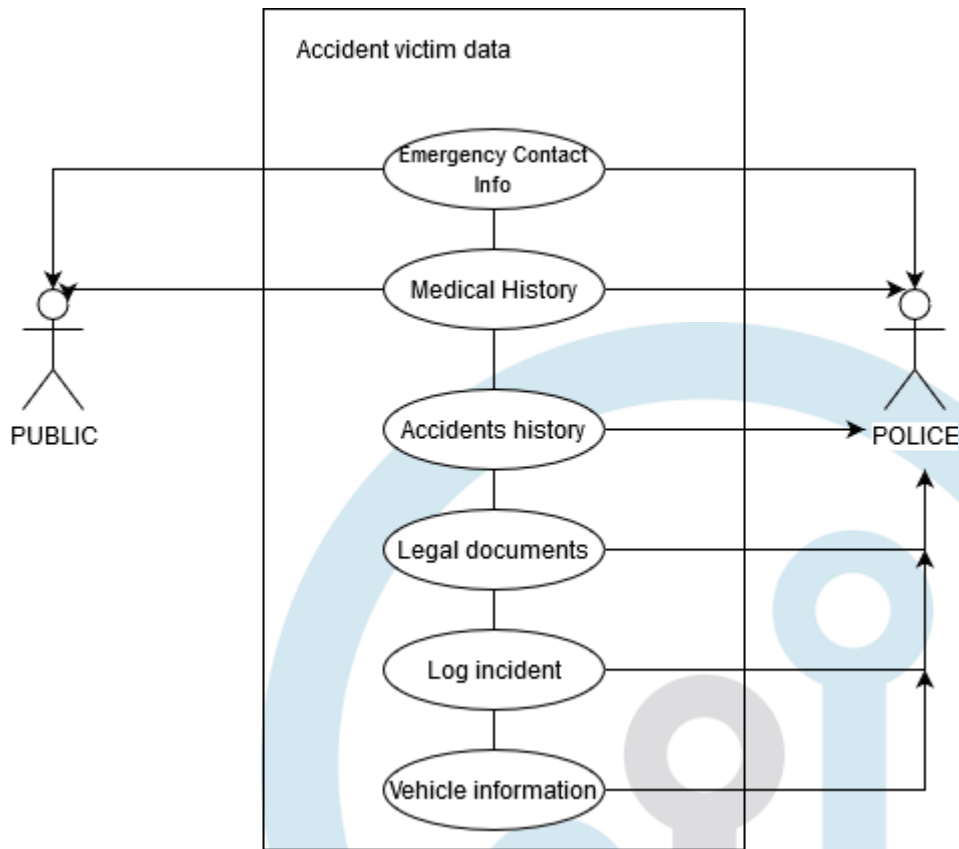 Accident victim data
Emergency Contact
Info
Medical History
PUBLIC
Accidents history
POLICE
Legal documents
Log incident
Vehicle information